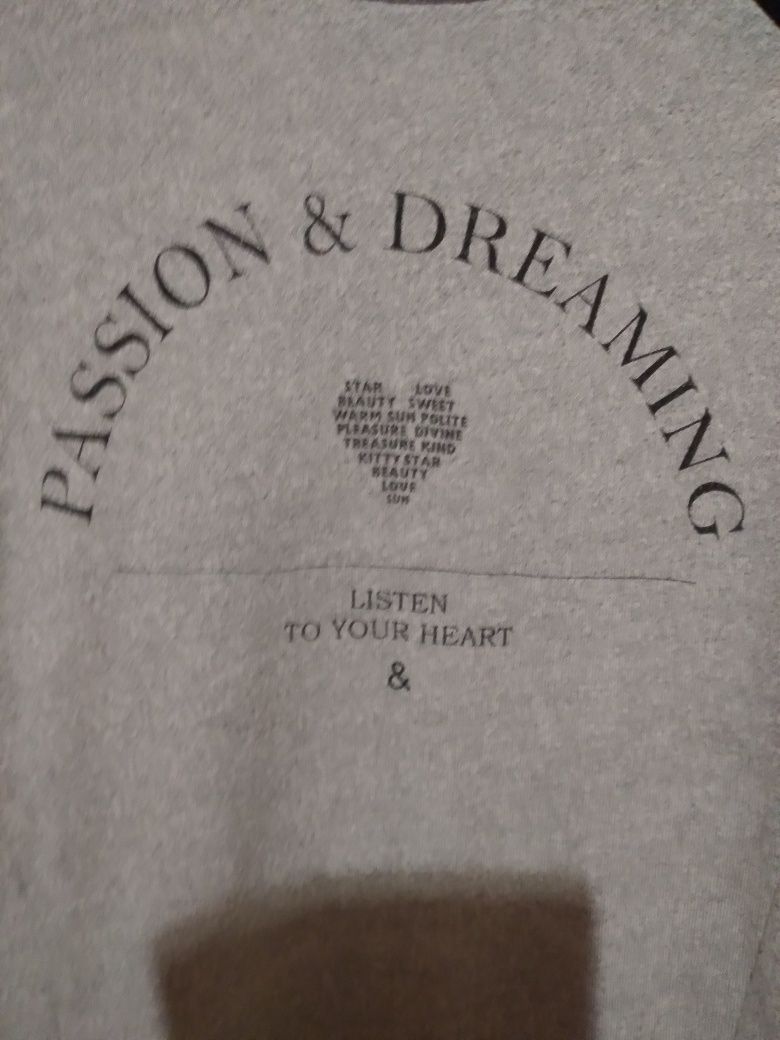 PASSION & DREAMING
STAR LOVE
BEAUTY SWEET
WARM SUN POLITE
PLEASURE DIVINE
TREASURE KIND
KITTY STAR
BEAUTY
LOVE
SUN
LISTEN
TO YOUR HEART
&